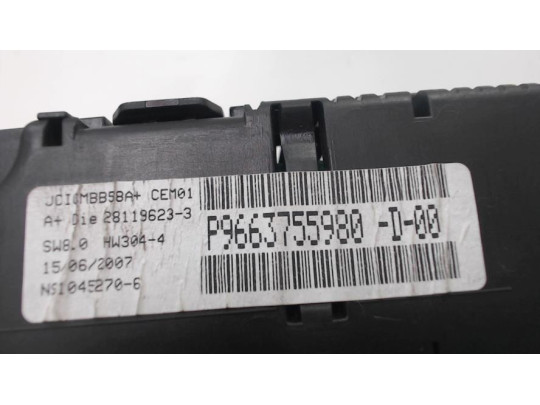 JCI(MBB58A+ CEM01
A+ Die 28119623-3
SW8.0 HW304-4
15/06/2007
NS1045270-6
P9663755980 -D-00